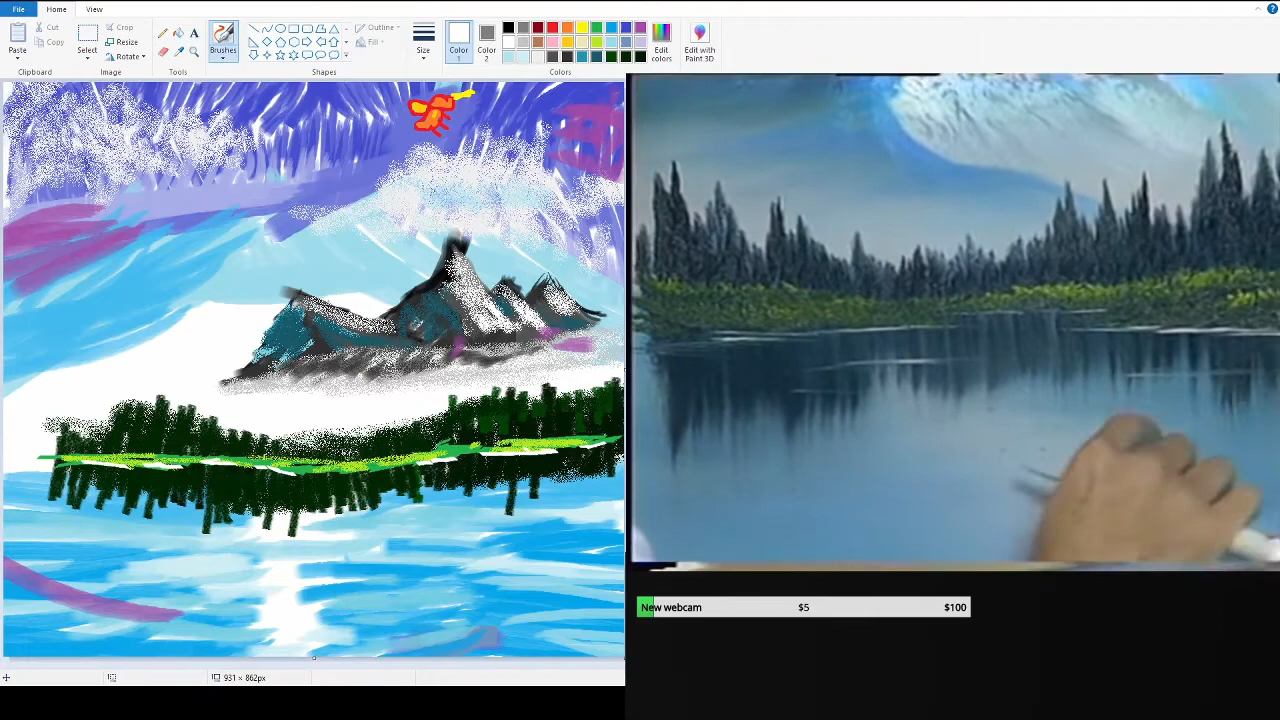 File Home View
Paste
Cut
Copy
Clipboard
Select
Crop
Resize
Rotate
Image
A
Tools
Brushes
Shapes
Outline
Fill
Size
Color
1
Color
2
Edit
colors
Colors
Edit with
Paint 3D
New webcam $5 $100
931 × 862px